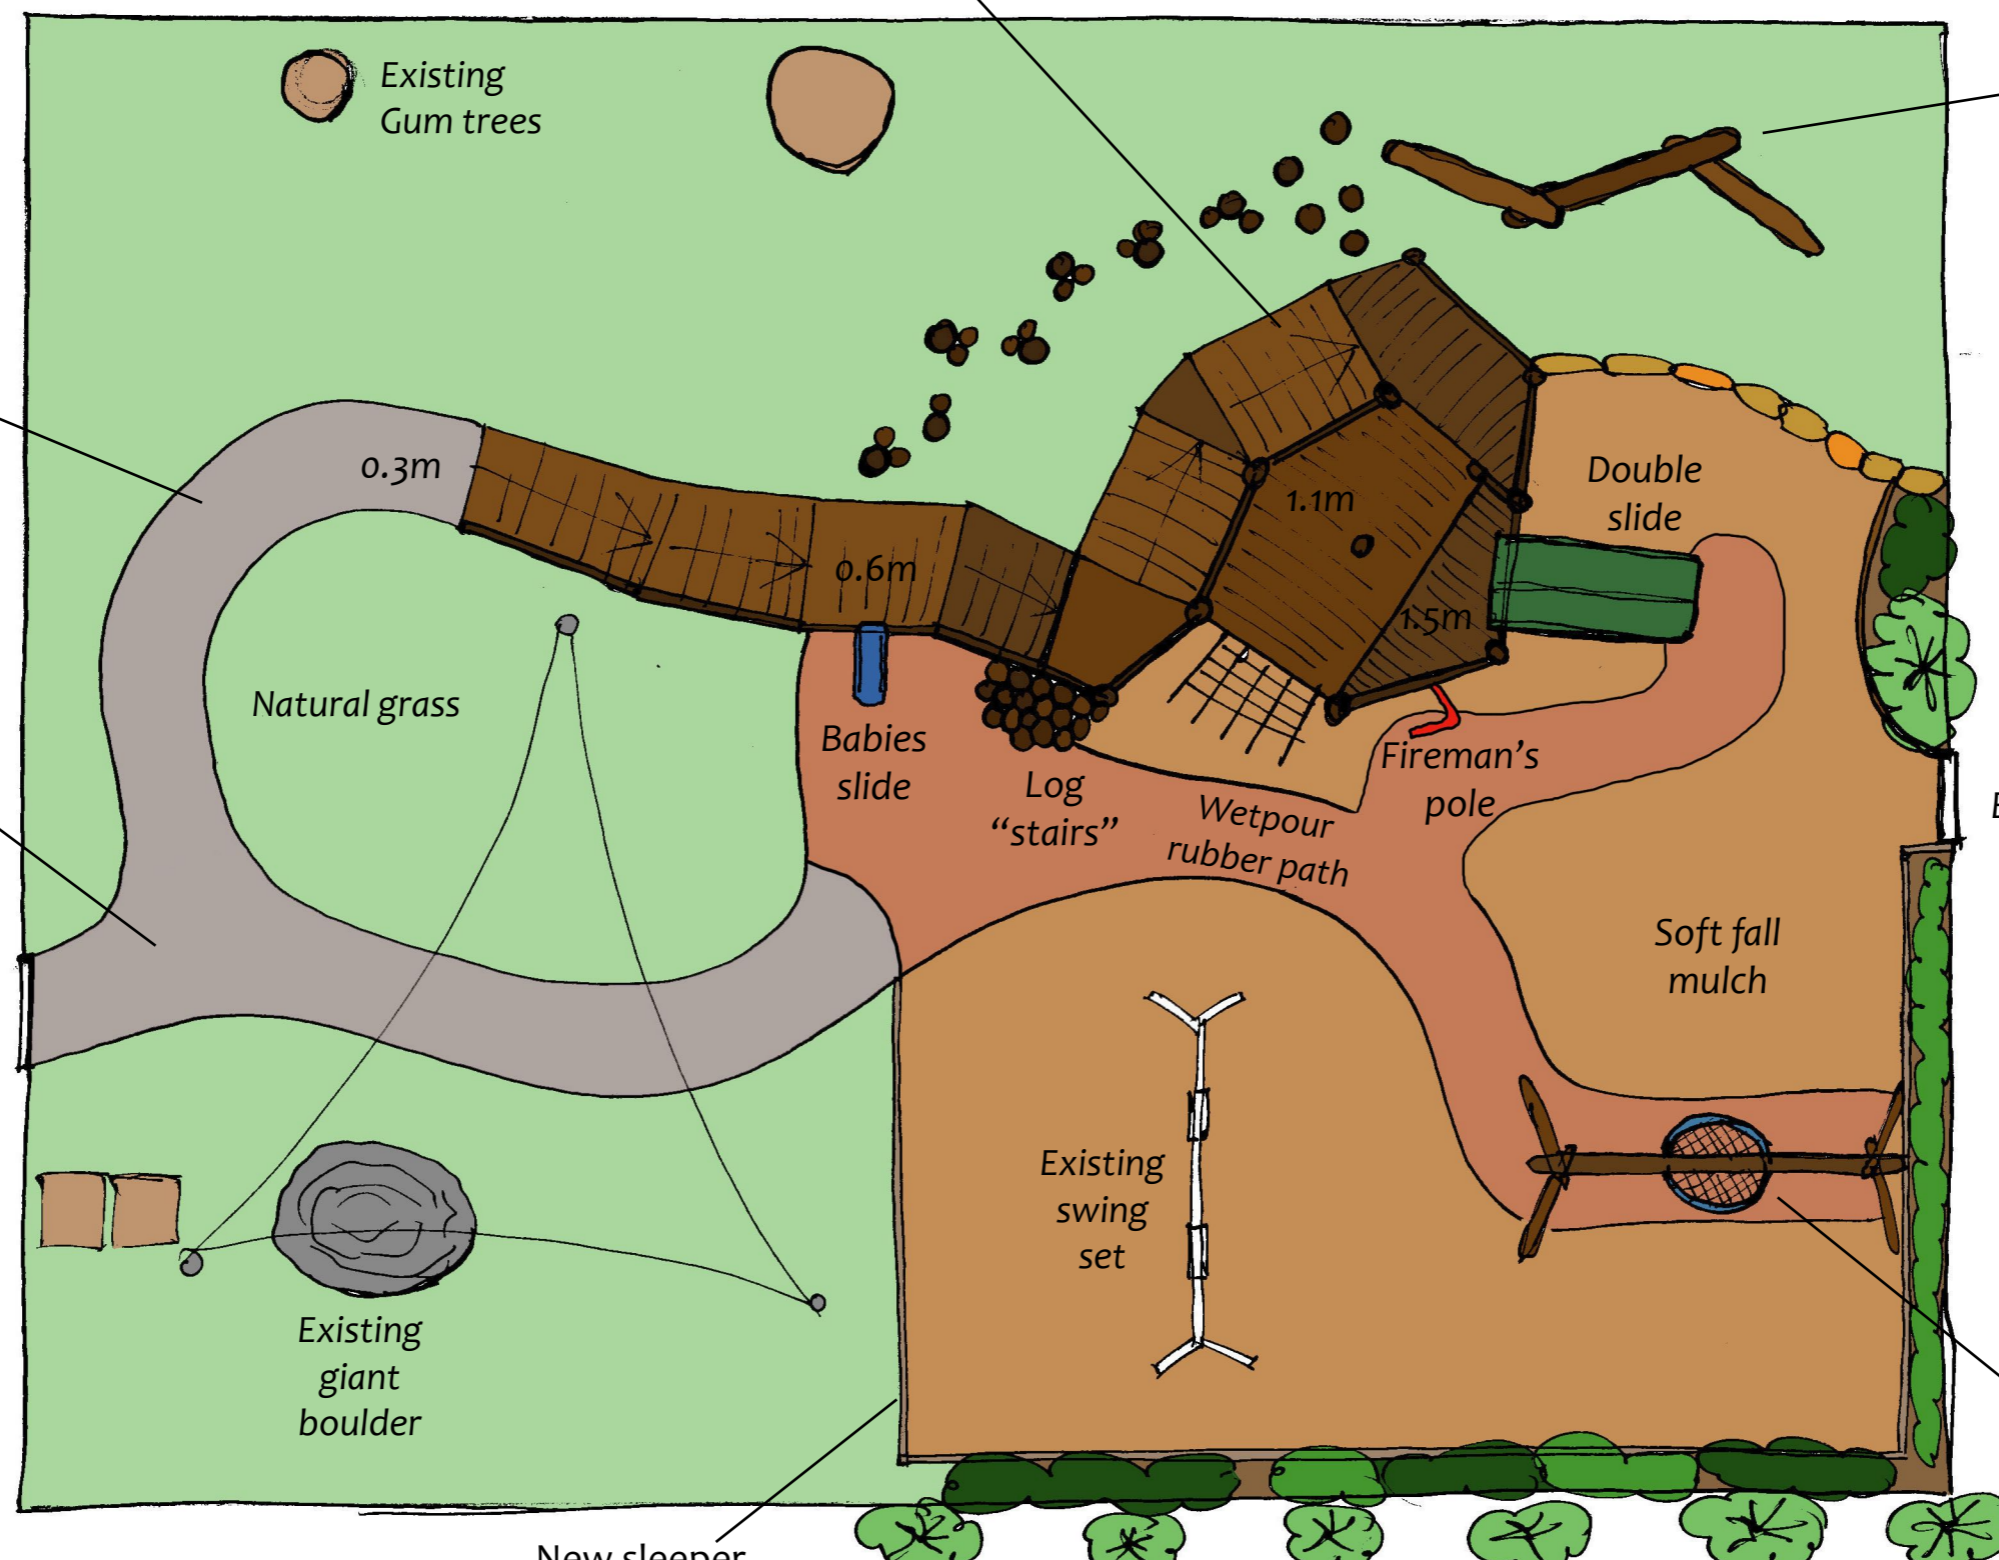 Existing
Gum trees
0.3m
Double
slide
1.1m
0.6m
1.5m
Natural grass
Babies
slide
Log
“stairs”
Wetpour
rubber path
Fireman’s
pole
Soft fall
mulch
Existing
swing
set
Existing
giant
boulder
New sleeper